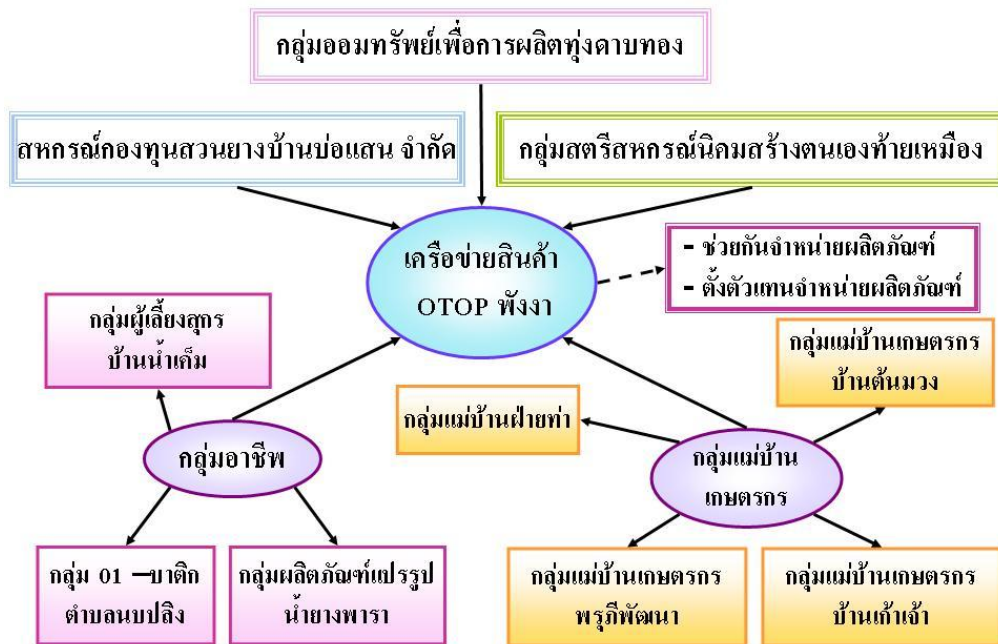 กลุ่มออมทรัพย์เพื่อการผลิตทุ่งดาบทอง
สหกรณ์กองทุนสวนยางบ้านบ่อแสน จำกัด
กลุ่มสตรีสหกรณ์นิคมสร้างตนเองท้ายเหมือง
เครือข่ายสินค้า
OTOP พังงา
- ช่วยกันจำหน่ายผลิตภัณฑ์
- ตั้งตัวแทนจำหน่ายผลิตภัณฑ์
กลุ่มผู้เลี้ยงสุกร
บ้านน้ำเค็ม
กลุ่มแม่บ้านเกษตรกร
บ้านต้นมวง
กลุ่มแม่บ้านฝ่ายท่า
กลุ่มอาชีพ
กลุ่มแม่บ้าน
เกษตรกร
กลุ่ม 01 –บาติก
ตำบลนบปลิง
กลุ่มผลิตภัณฑ์แปรรูป
น้ำยางพารา
กลุ่มแม่บ้านเกษตรกร
พรุภีพัฒนา
กลุ่มแม่บ้านเกษตรกร
บ้านเก้าเจ้า